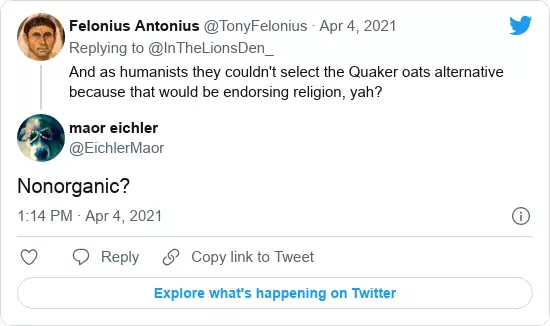 Felonius Antonius @TonyFelonius · Apr 4, 2021
Replying to @InTheLionsDen_
And as humanists they couldn't select the Quaker oats alternative
because that would be endorsing religion, yah?
maor eichler
@EichlerMaor
Nonorganic?
1:14 PM · Apr 4, 2021
Reply
Copy link to Tweet
Explore what's happening on Twitter